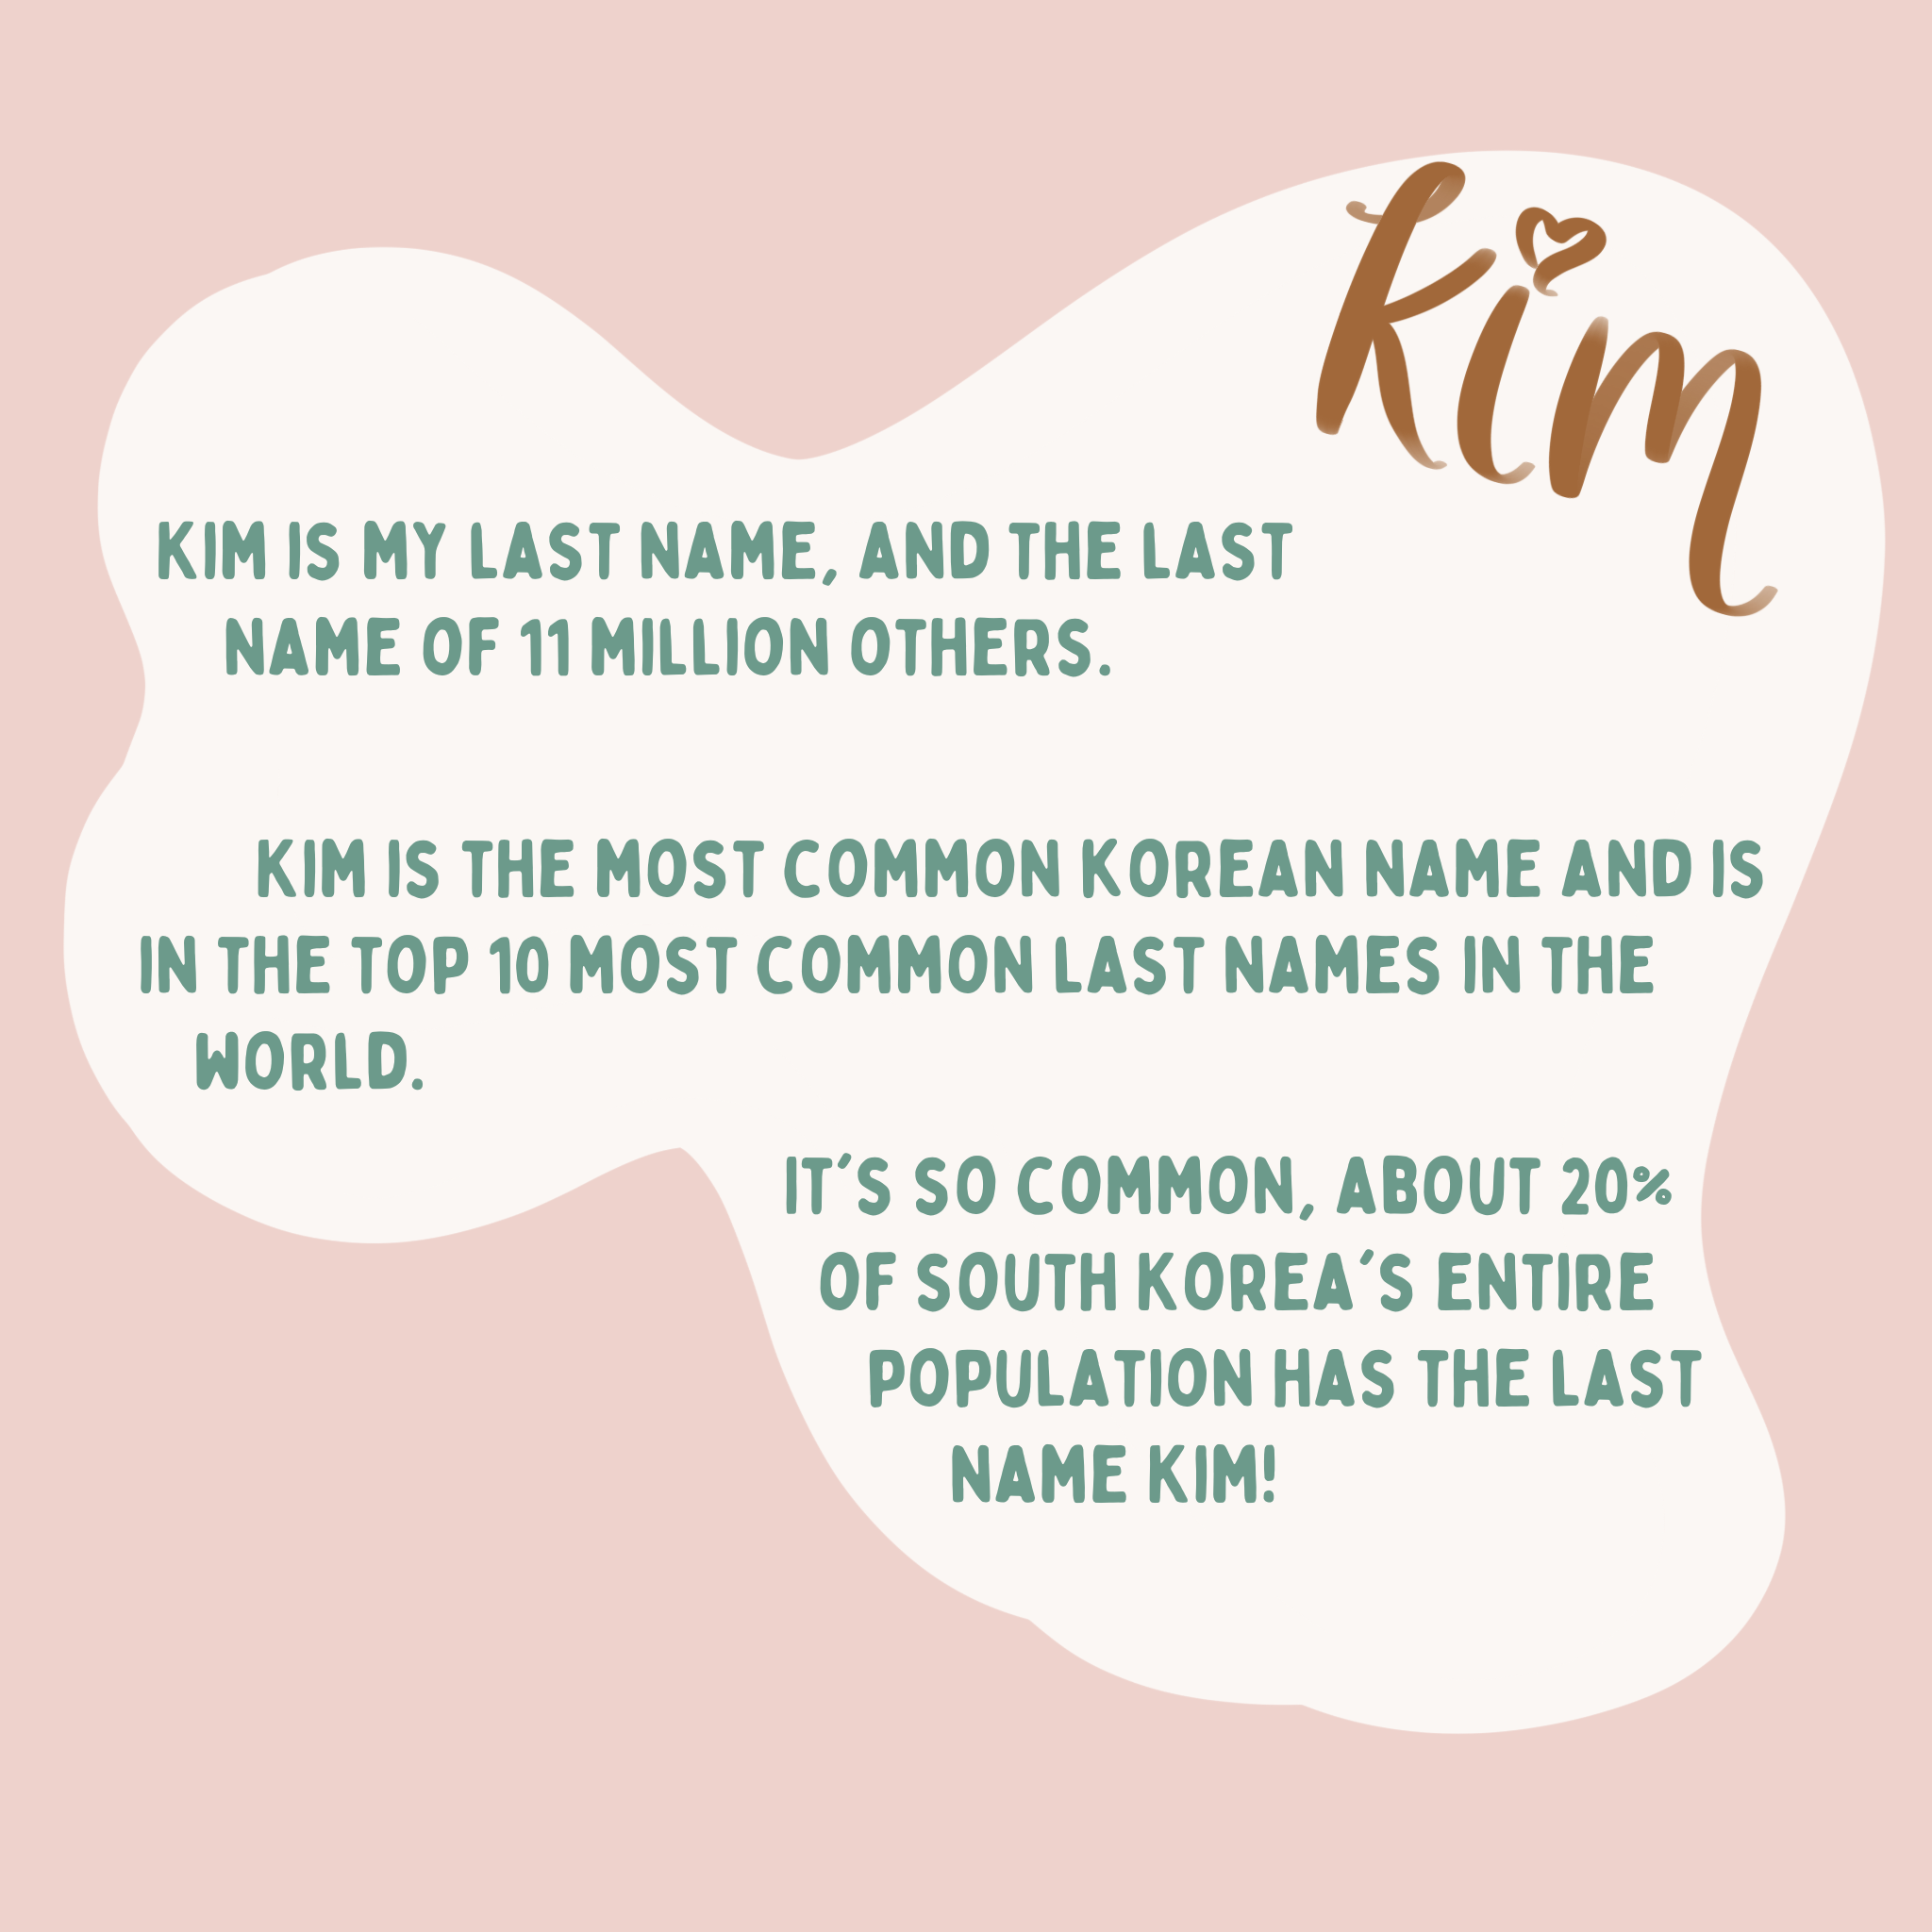 kim
KIM IS MY LAST NAME, AND THE LAST
NAME OF 11 MILLION OTHERS.
KIM IS THE MOST COMMON KOREAN NAME AND IS
IN THE TOP 10 MOST COMMON LAST NAMES IN THE
WORLD.
IT'S SO COMMON, ABOUT 20%
OF SOUTH KOREA'S ENTIRE
POPULATION HAS THE LAST
NAME KIM!